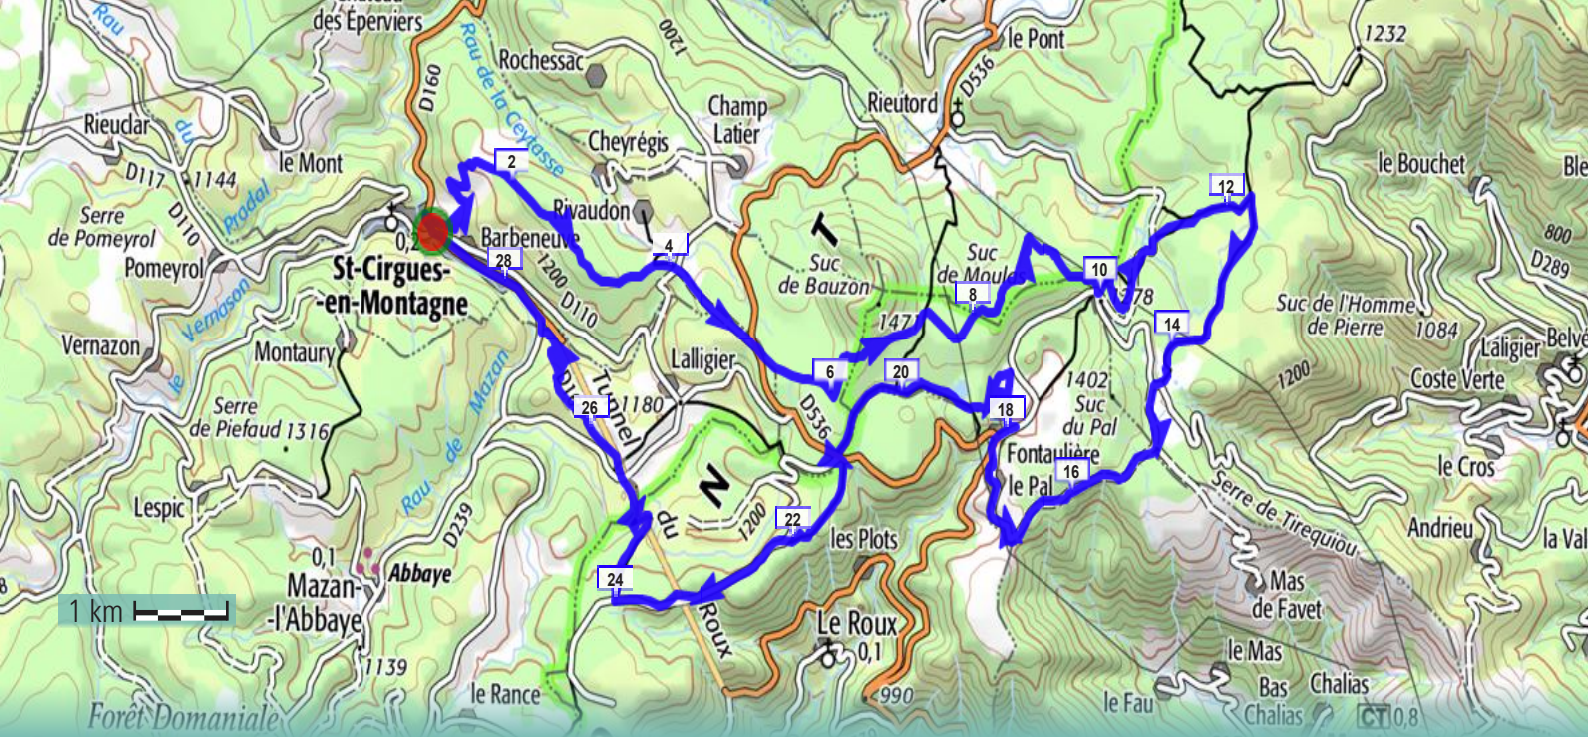 des Éperviers
le Pont
1232
Rau
D160
Rau de la Ceytasse
Rochessac
1200
D536
Rieutord
Champ
Latier
Rieuclar
du
Cheyrégis
le Mont
2
le Bouchet
D117
1144
Pradal
12
Serre
de Pomeyrol
D110
Rivaudon
T
800
0,2
Barbeneuve
4
Pomeyrol
28
1200
Suc
de Bauzon
Suc
de Moules
10
D289
St-Cirgues-
-en-Montagne
Vernason
D110
8
1378
Suc de l'Homme
de Pierre
1084
Vernazon
Montaury
1471
14
Laligier
Lalligier
6
20
le
Mazan
Tunnel
1402
Suc
du Pal
1200
Coste Verte
Serre
de Piefaud
1316
26
1180
D536
18
Fontaulière
le Pal
16
le Cros
de
Rau
N
Serre de Tirequiou
Lespic
D239
du
1200
22
les Plots
Andrieu
la Val
0,1
Abbaye
Mazan-
-l'Abbaye
24
Mas
de Favet
1 km
Roux
Le Roux
0,1
1139
le Mas
le Rance
990
le Fau
Bas
Chalias
Chalias
Forêt Domaniale
CT
0,8